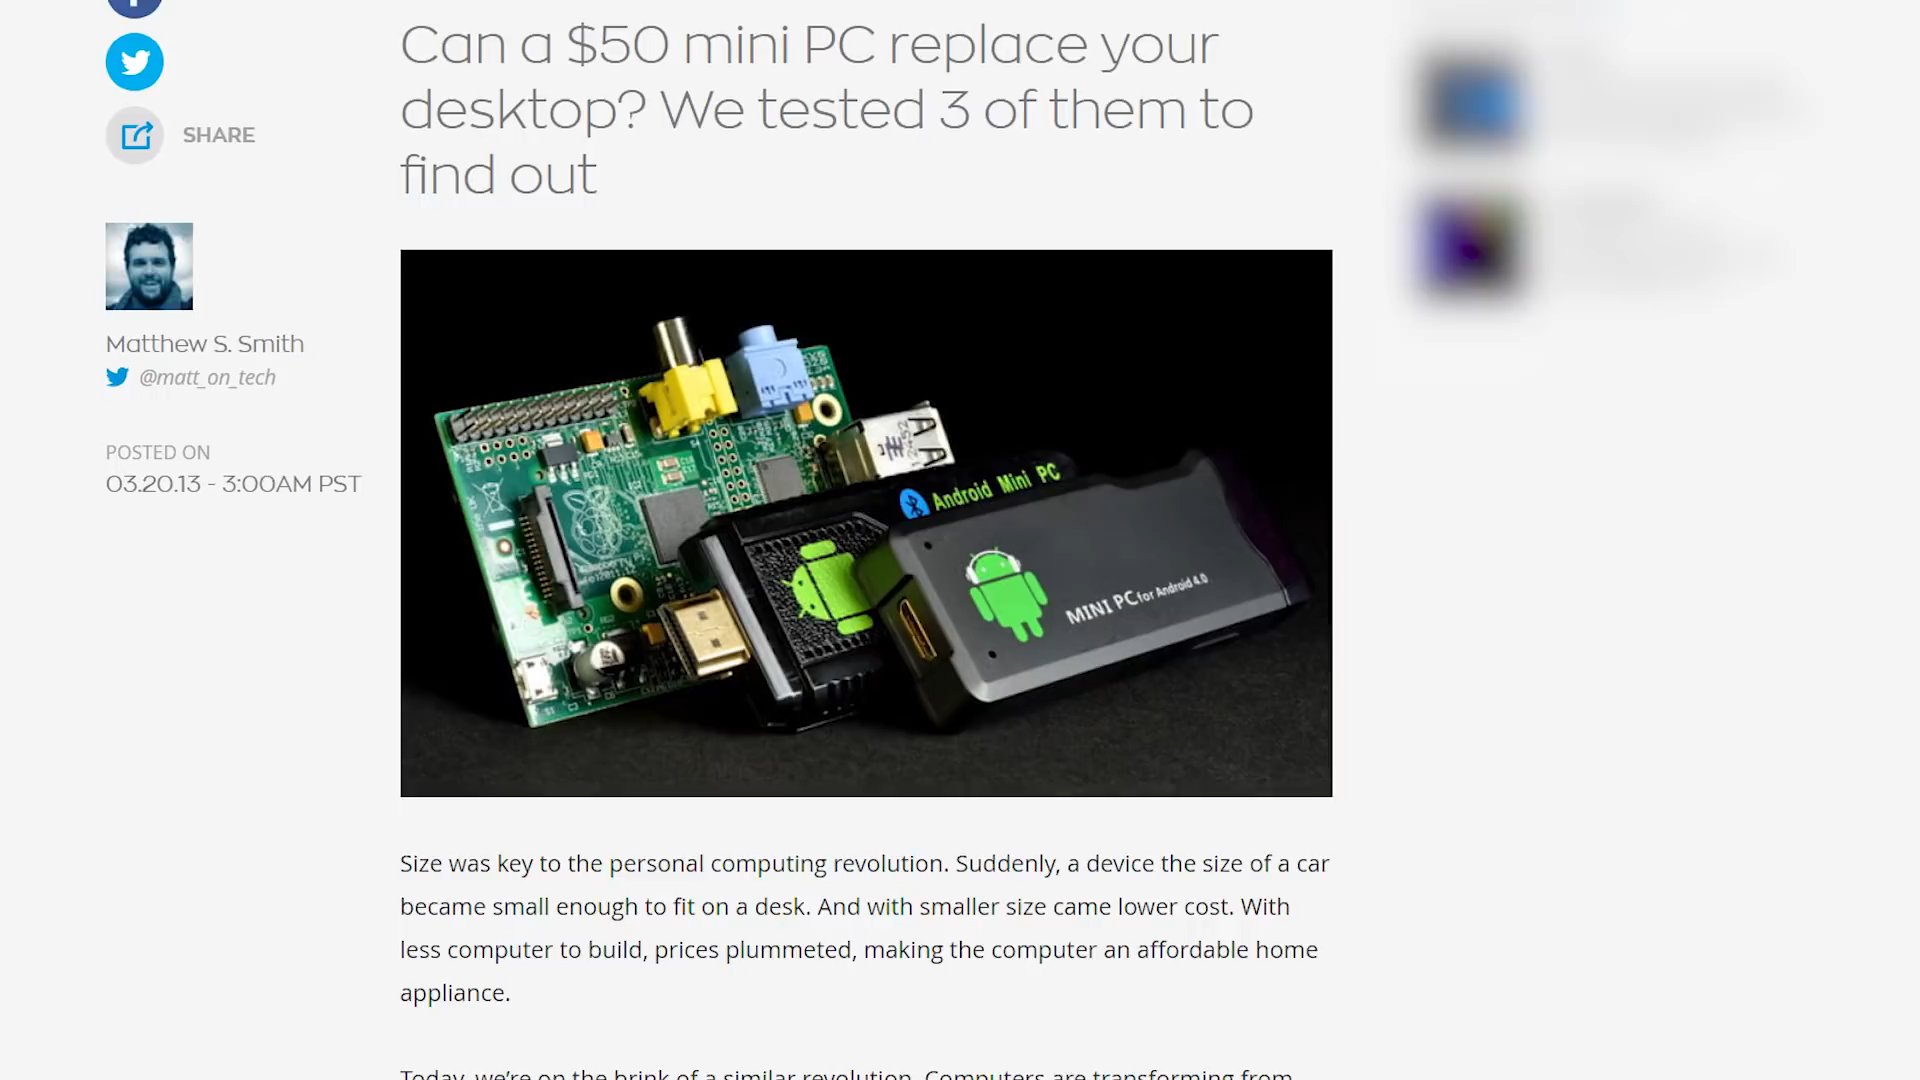 Can a $50 mini PC replace your
desktop? We tested 3 of them to
find out
SHARE
Matthew S. Smith
@matt_on_tech
POSTED ON
03.20.13 - 3:00AM PST
Android Mini PC
MINI PC for Android 4.0
Size was key to the personal computing revolution. Suddenly, a device the size of a car
became small enough to fit on a desk. And with smaller size came lower cost. With
less computer to build, prices plummeted, making the computer an affordable home
appliance.
Today, we're on the brink of a similar revolution. Computers are transforming from